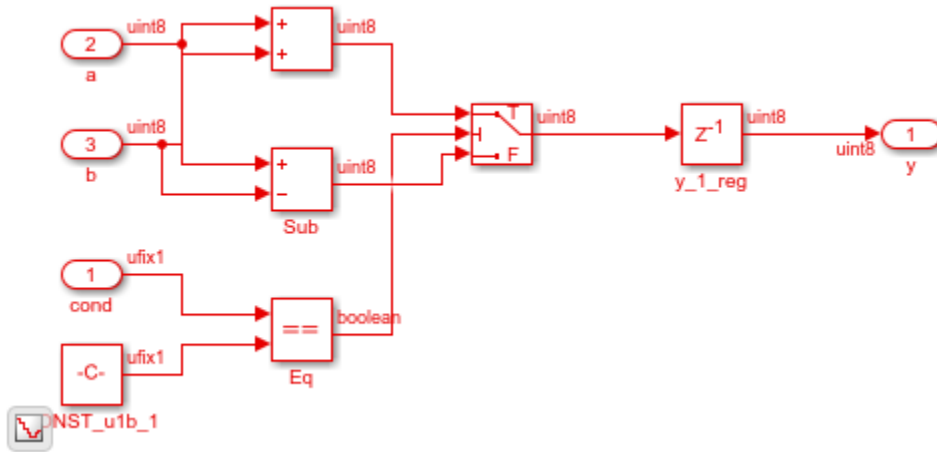 2
uint8
a
+
+
uint8
3
uint8
b
+
−
uint8
Sub
T
F
uint8
Z-1
uint8
y_1_reg
uint8
1
y
1
ufix1
cond
==
boolean
Eq
-C-
ufix1
NST_u1b_1